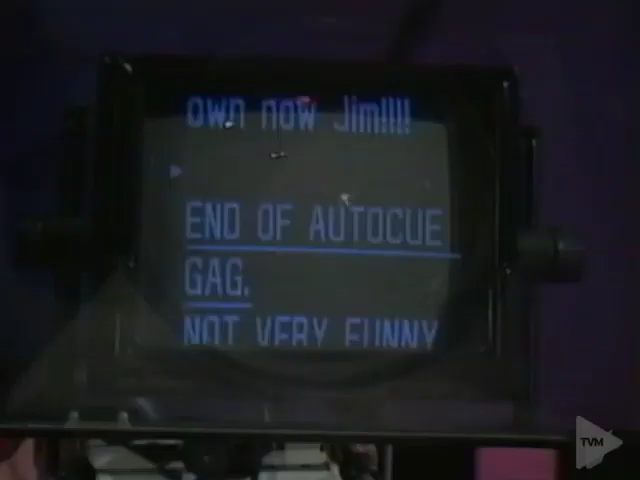 own now Jim!!!!
END OF AUTOCUE
GAG.
NOT VERY FUNNY
TVM